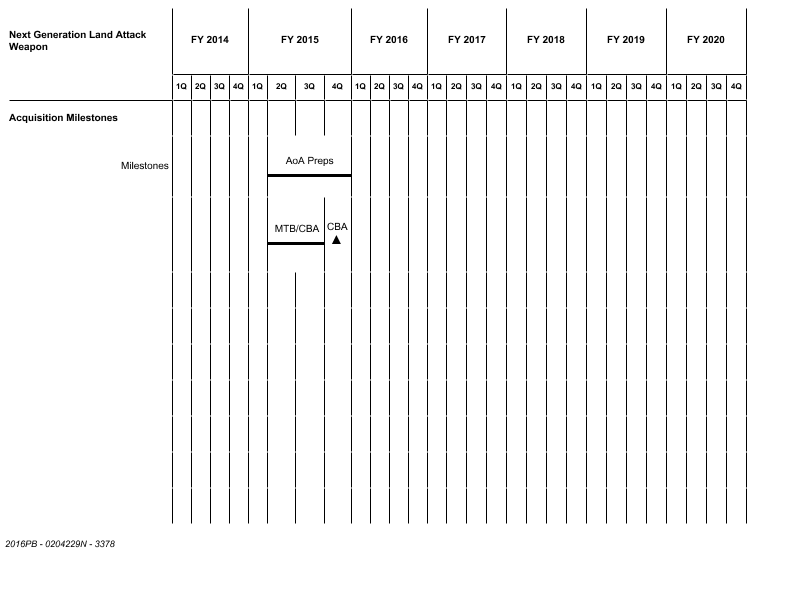 Next Generation Land Attack
Weapon
FY 2014 FY 2015 FY 2016 FY 2017 FY 2018 FY 2019 FY 2020
1Q 2Q 3Q 4Q 1Q 2Q 3Q 4Q 1Q 2Q 3Q 4Q 1Q 2Q 3Q 4Q 1Q 2Q 3Q 4Q 1Q 2Q 3Q 4Q 1Q 2Q 3Q 4Q
Acquisition Milestones
Milestones
AoA Preps
MTB/CBA CBA
2016PB - 0204229N - 3378